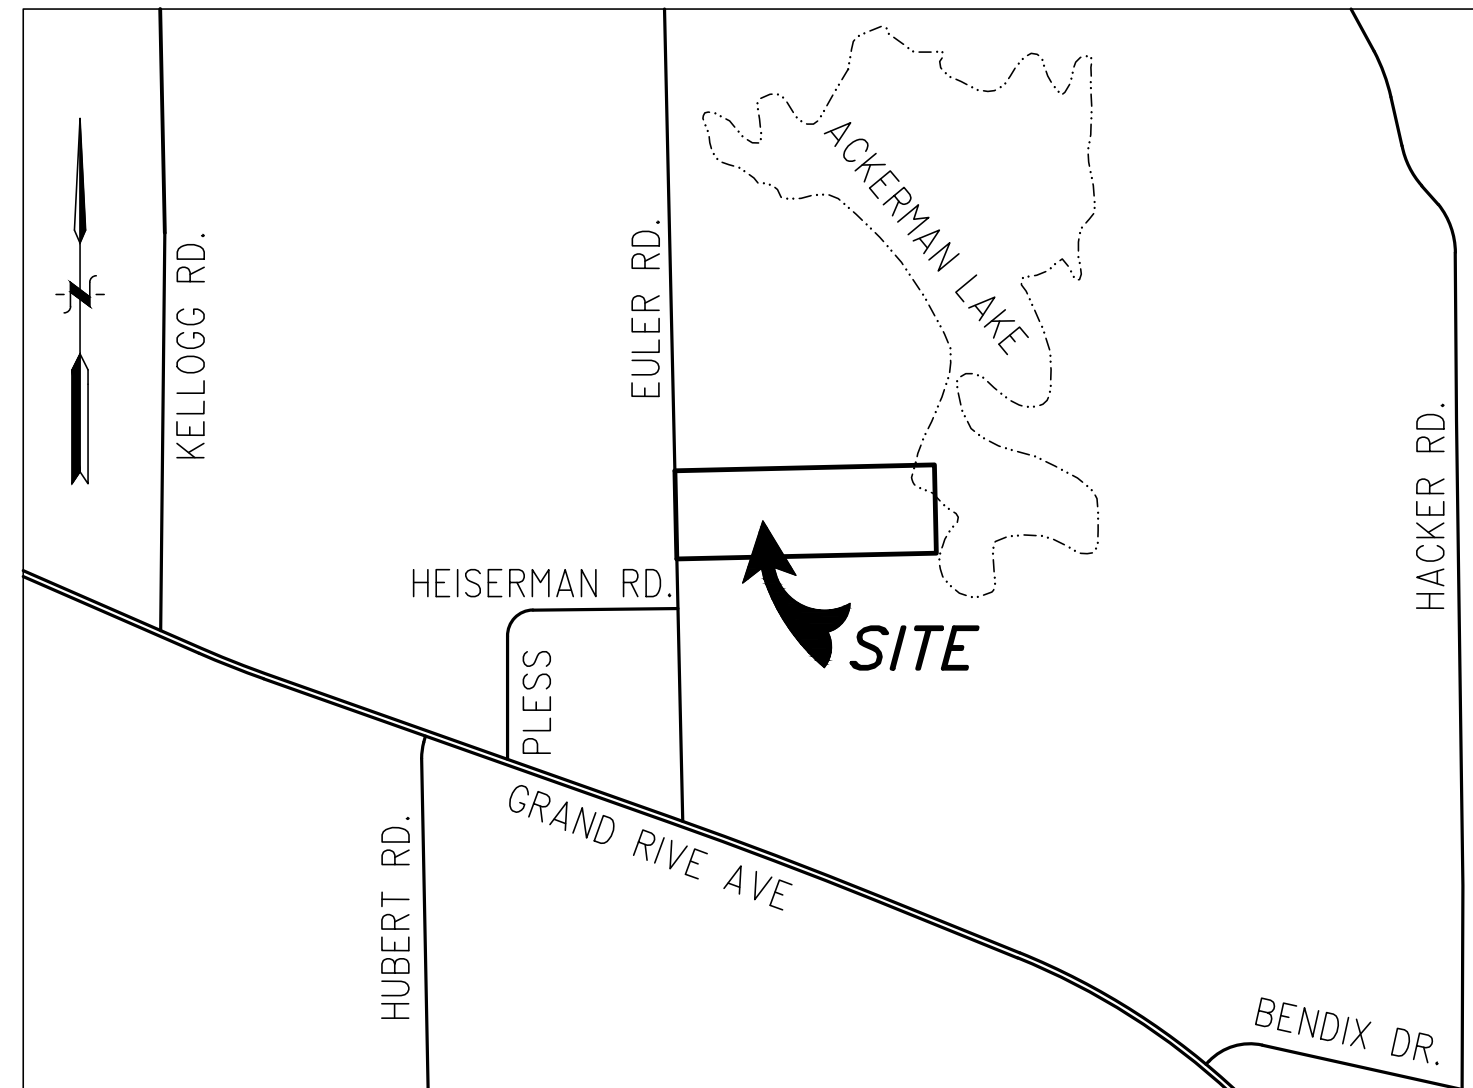 ACKERMAN LAKE
KELLOGG RD.
EULER RD.
HACKER RD.
HEISERMAN RD.
SITE
PLESS
GRAND RIVE AVE
HUBERT RD.
BENDIX DR.
N